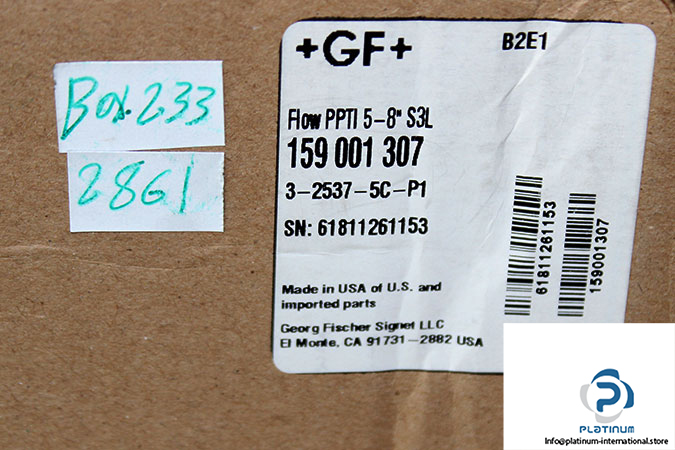 Box.233
2861
+GF+
B2E1
Flow PPTI 5-8" S3L
159 001 307
3-2537-5C-P1
SN: 61811261153
Made in USA of U.S. and
imported parts
Georg Fischer Signet LLC
El Monte, CA 91731-2882 USA
61811261153
159001307
PLATINUM
Info@platinum-international.store